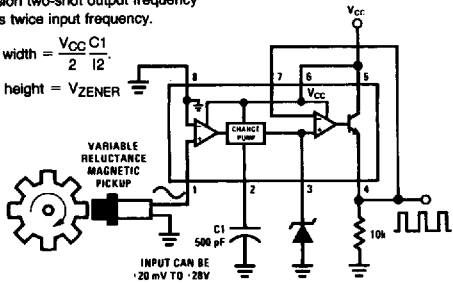 sion two-shot output frequency
s twice input frequency.
width = VCC/2 C1/I2.
height = VZENER
VCC
8
7
6
5
VCC
CHARGE
PUMP
VARIABLE
RELUCTANCE
MAGNETIC
PICKUP
1
2
3
4
C1
500 pF
10k
INPUT CAN BE
·20 mV TO ·28V